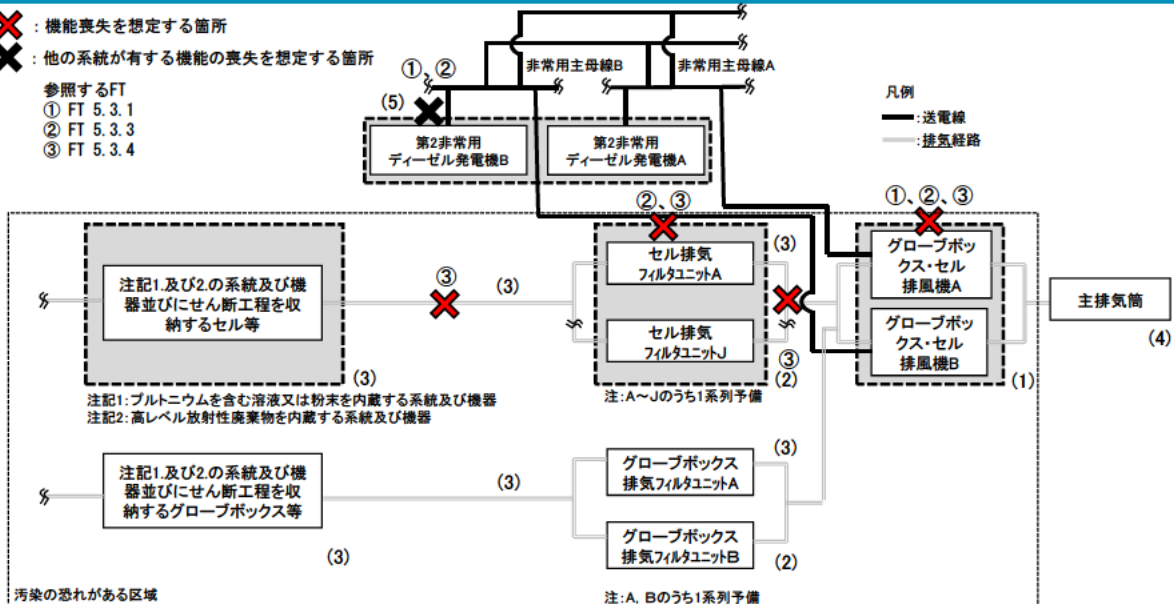 ：機能喪失を想定する箇所
：他の系統が有する機能の喪失を想定する箇所
参照するFT
① FT 5.3.1
② FT 5.3.3
③ FT 5.3.4
①、②
非常用主母線B
非常用主母線A
(5)
第2非常用
ディーゼル発電機B
第2非常用
ディーゼル発電機A
凡例
：送電線
：排気経路
②、③
①、②、③
注記1.及び2.の系統及び機
器並びにせん断工程を収
納するセル等
③
(3)
セル排気
フィルタユニットA
(3)
グローブボッ
クス・セル
排風機A
主排気筒
(4)
セル排気
フィルタユニットJ
③
(2)
グローブボッ
クス・セル
排風機B
(1)
(3)
注記1：プルトニウムを含む溶液又は粉末を内蔵する系統及び機器
注記2：高レベル放射性廃棄物を内蔵する系統及び機器
注：A～Jのうち1系列予備
注記1.及び2.の系統及び機
器並びにせん断工程を収
納するグローブボックス等
(3)
(3)
グローブボックス
排気フィルタユニットA
(3)
グローブボックス
排気フィルタユニットB
(2)
汚染の恐れがある区域
注：A, Bのうち1系列予備